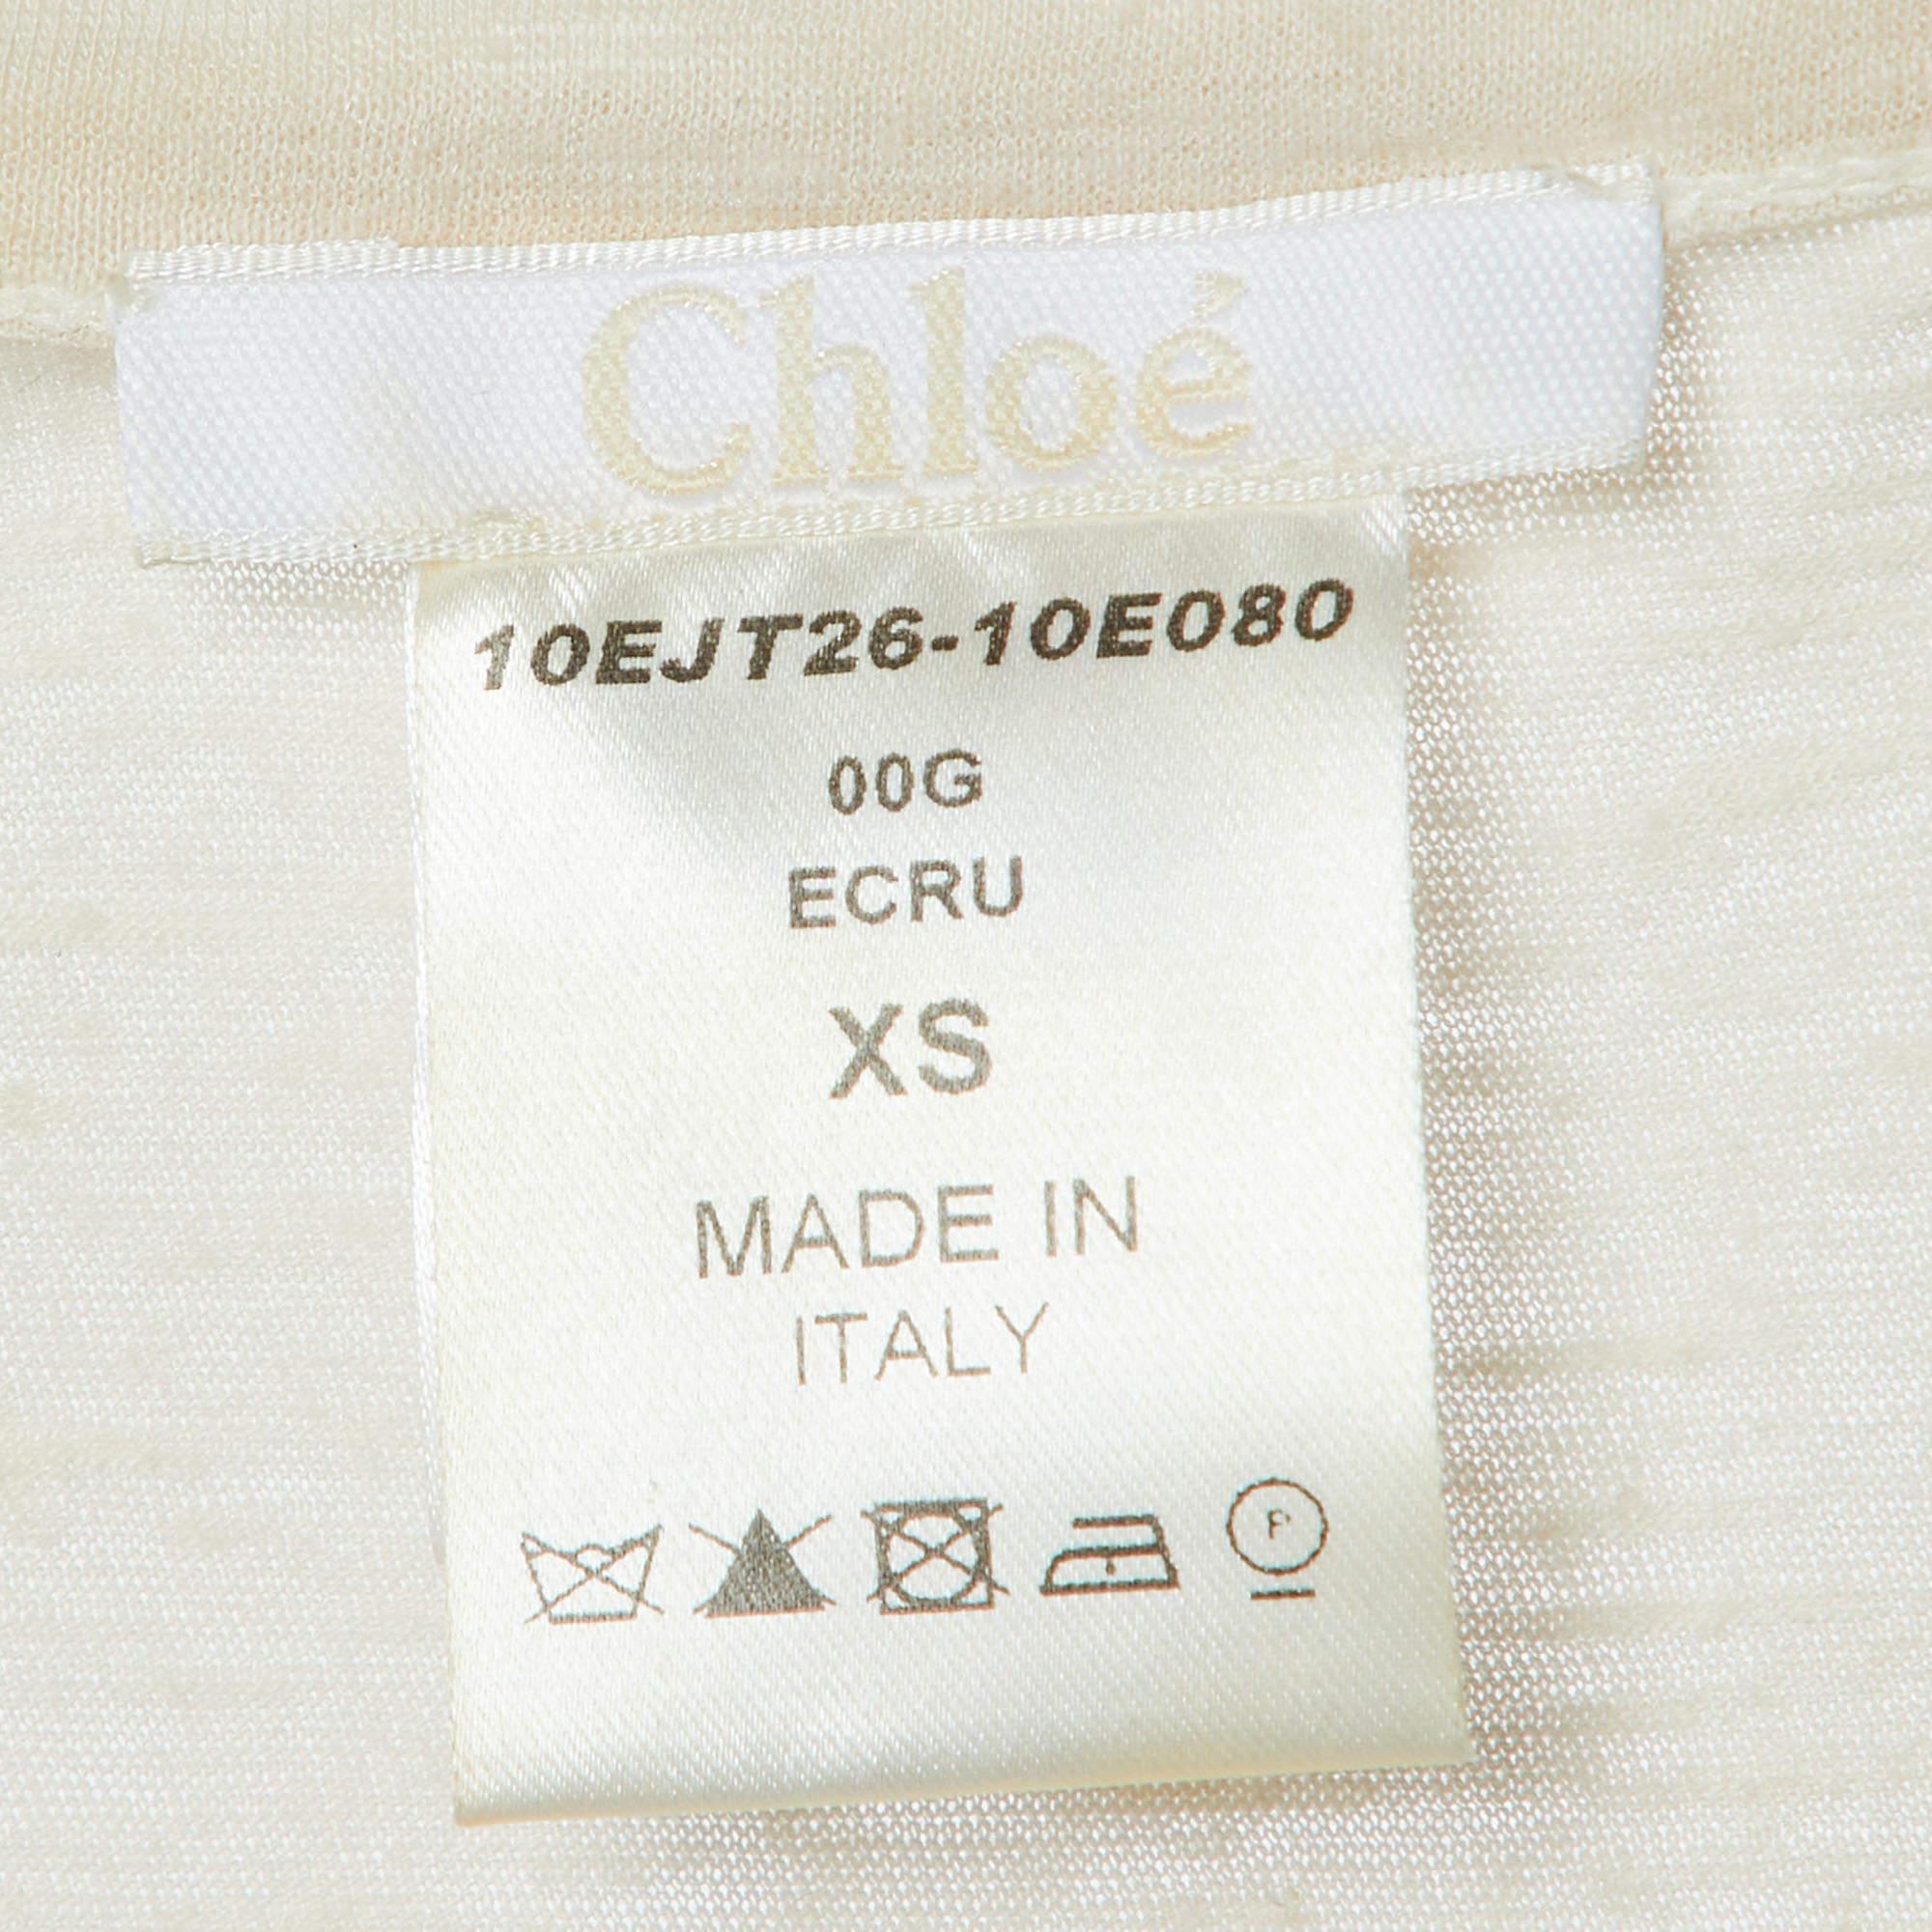 Chloé
10EJT26-10E080
00G
ECRU
XS
MADE IN
ITALY
P